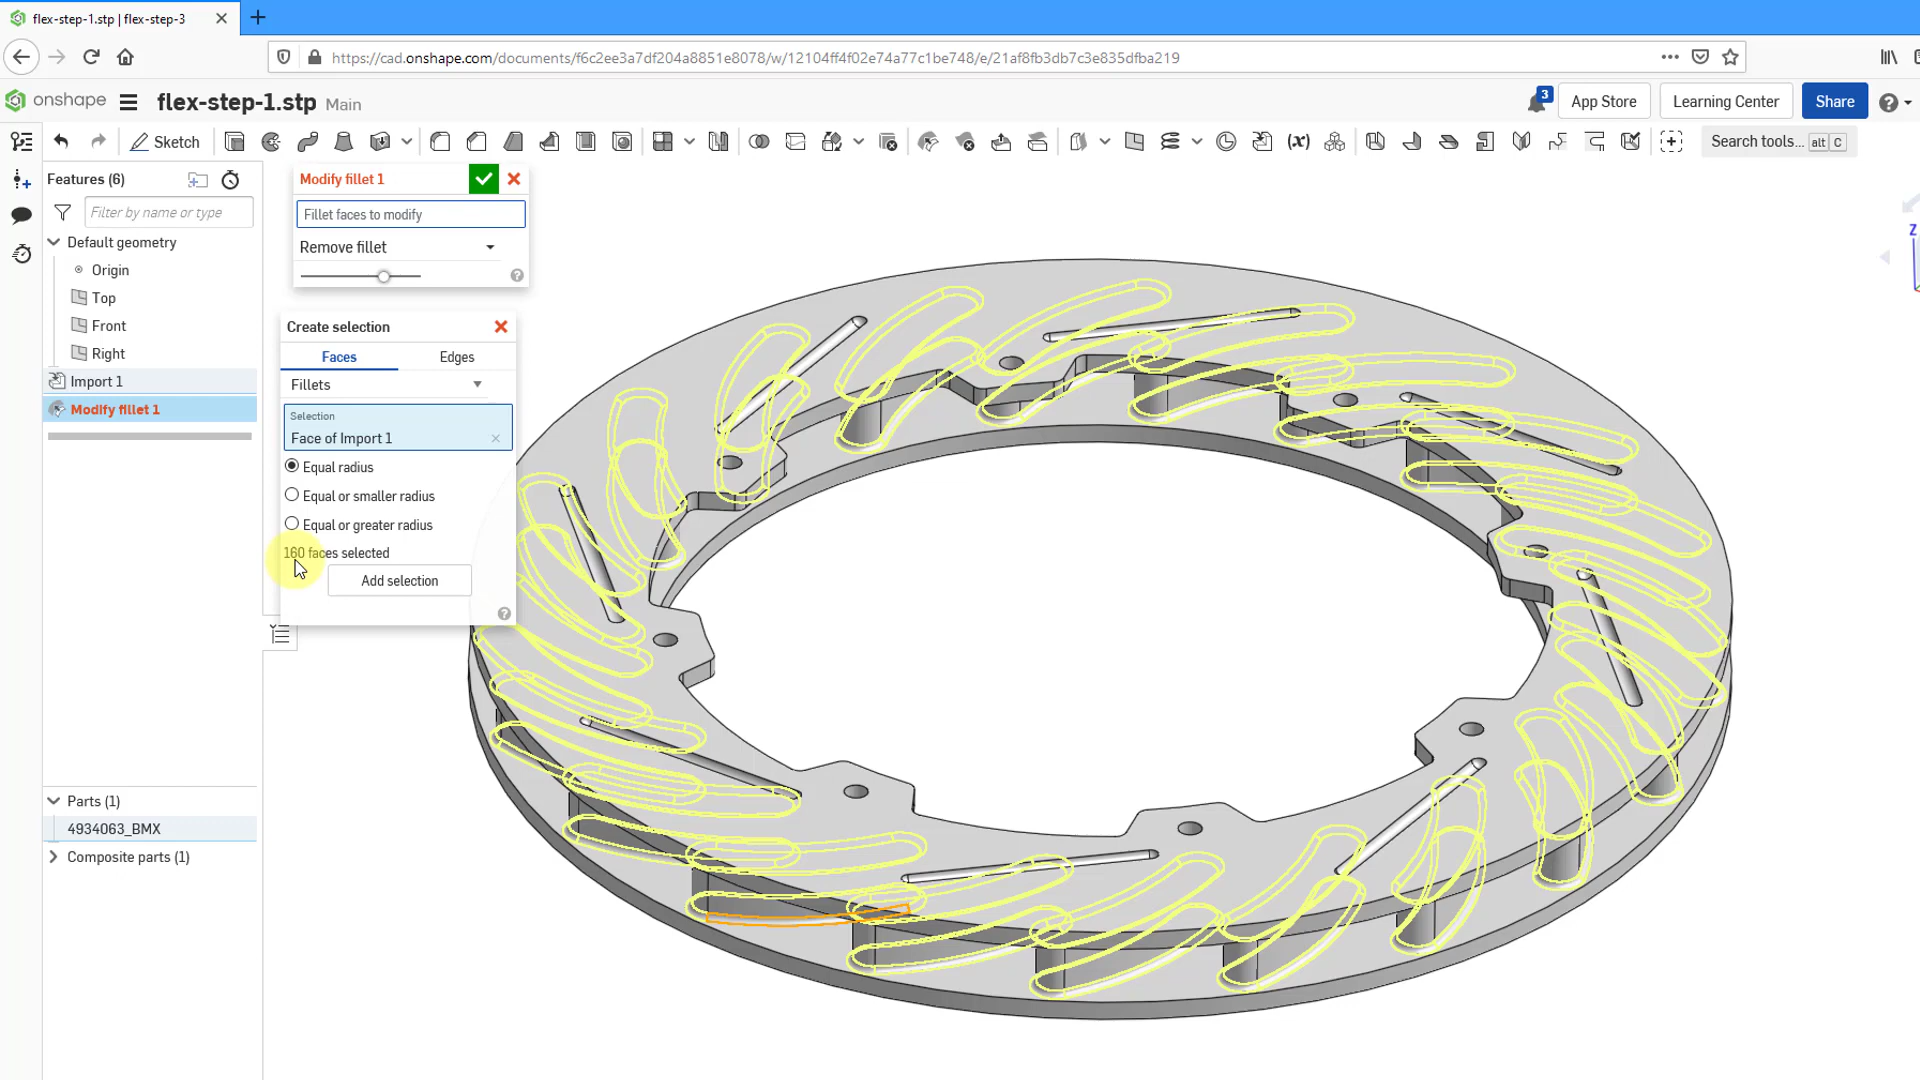 flex-step-1.stp | flex-step-3
https://cad.onshape.com/documents/f6c2ee3a7df204a8851e8078/w/12104ff4f02e74a77c1be748/e/21af8fb3db7c3e835dfba219
onshape flex-step-1.stp Main
3 App Store Learning Center Share
Sketch (x) Search tools... alt C
Features (6)
Filter by name or type
Default geometry
Origin
Top
Front
Right
Import 1
Modify fillet 1
Parts (1)
4934063_BMX
Composite parts (1)
Modify fillet 1
Fillet faces to modify
Remove fillet
Create selection
Faces Edges
Fillets
Selection
Face of Import 1
Equal radius
Equal or smaller radius
Equal or greater radius
160 faces selected
Add selection
Z